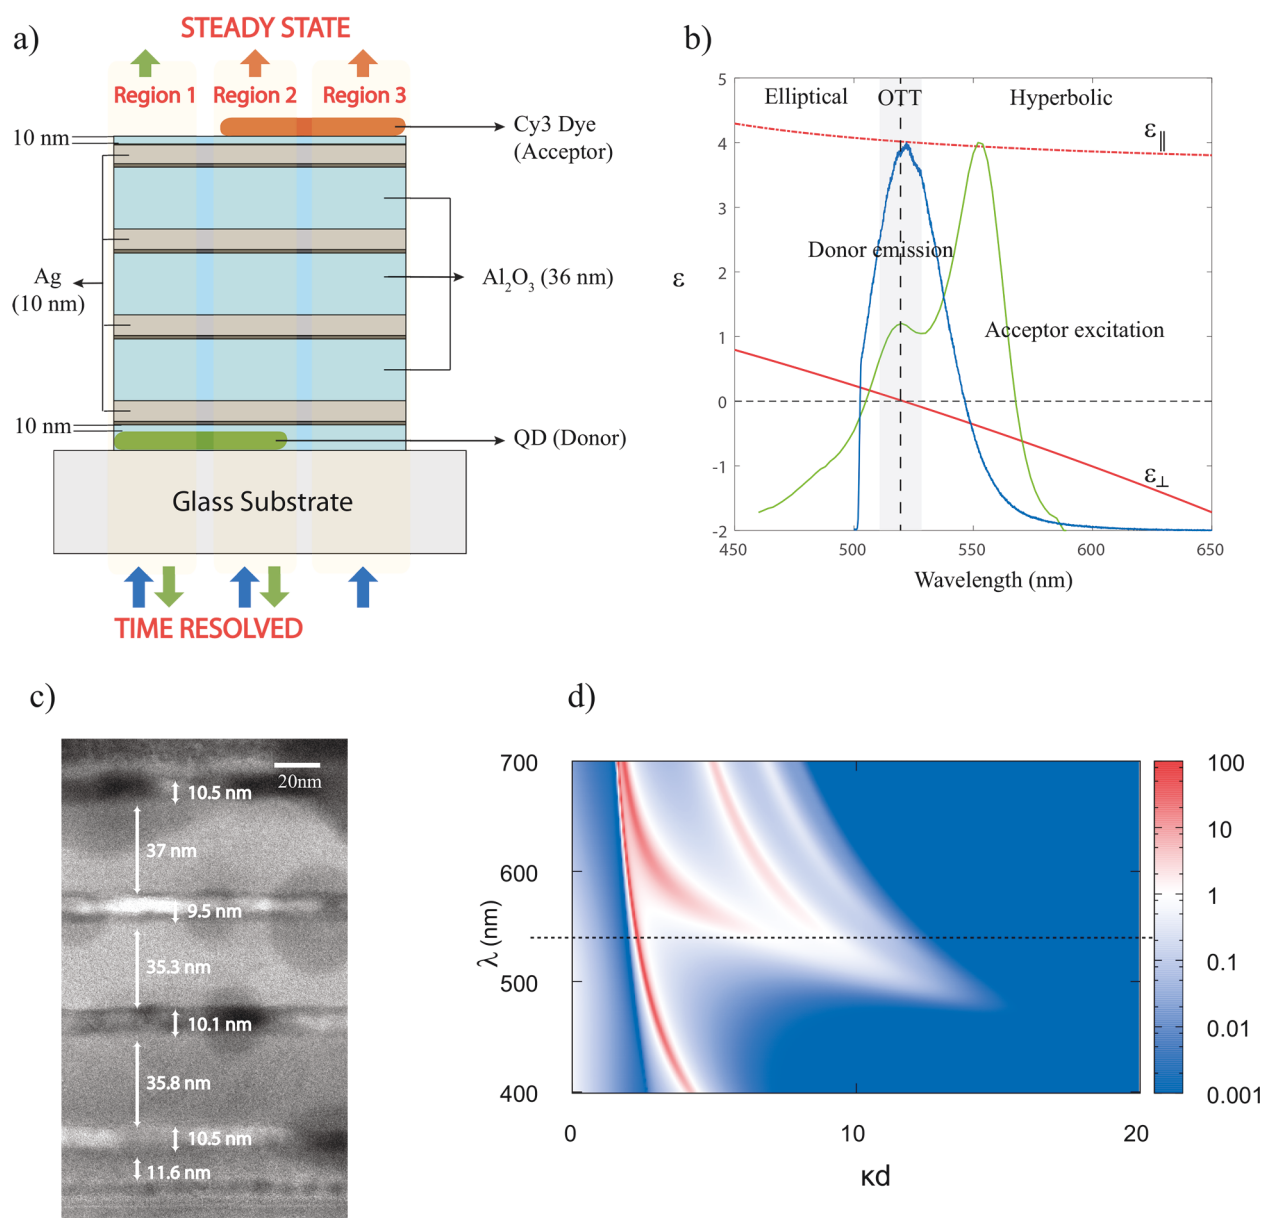 a)
STEADY STATE
Region 1
Region 2
Region 3
10 nm
Cy3 Dye
(Acceptor)
Ag
(10 nm)
Al2O3 (36 nm)
10 nm
QD (Donor)
Glass Substrate
TIME RESOLVED
b)
5
4
3
2
1
0
-1
-2
ε
Elliptical
OTT
Hyperbolic
ε∥
Donor emission
Acceptor excitation
ε⊥
450
500
550
600
650
Wavelength (nm)
c)
20nm
10.5 nm
37 nm
9.5 nm
35.3 nm
10.1 nm
35.8 nm
10.5 nm
11.6 nm
d)
700
600
500
400
λ (nm)
0
10
20
κd
100
10
1
0.1
0.01
0.001